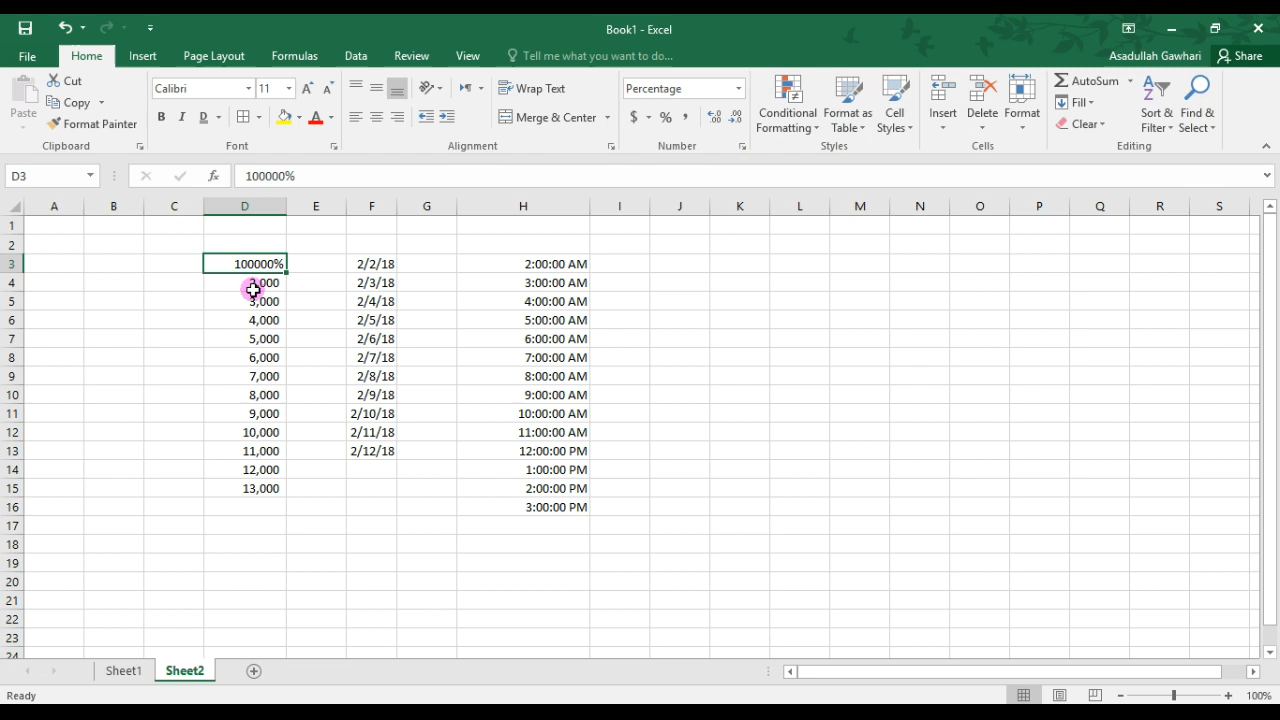 Book1 - Excel
File Home Insert Page Layout Formulas Data Review View Tell me what you want to do... Asadullah Gawhari Share
Paste Cut Copy Format Painter Clipboard
Calibri 11 B I D Font
Wrap Text Merge & Center Alignment
Percentage $ % , Number
Conditional Formatting Format as Table Cell Styles Styles
Insert Delete Format Cells
AutoSum Fill Clear Sort & Filter Find & Select Editing
D3 fx 100000%
A B C D E F G H I J K L M N O P Q R S
1
2
3 100000% 2/2/18 2:00:00 AM
4 2/3/18 3:00:00 AM
5 3,000 2/4/18 4:00:00 AM
6 4,000 2/5/18 5:00:00 AM
7 5,000 2/6/18 6:00:00 AM
8 6,000 2/7/18 7:00:00 AM
9 7,000 2/8/18 8:00:00 AM
10 8,000 2/9/18 9:00:00 AM
11 9,000 2/10/18 10:00:00 AM
12 10,000 2/11/18 11:00:00 AM
13 11,000 2/12/18 12:00:00 PM
14 12,000 1:00:00 PM
15 13,000 2:00:00 PM
16 3:00:00 PM
17
18
19
20
21
22
23
24
Sheet1 Sheet2
Ready 100%